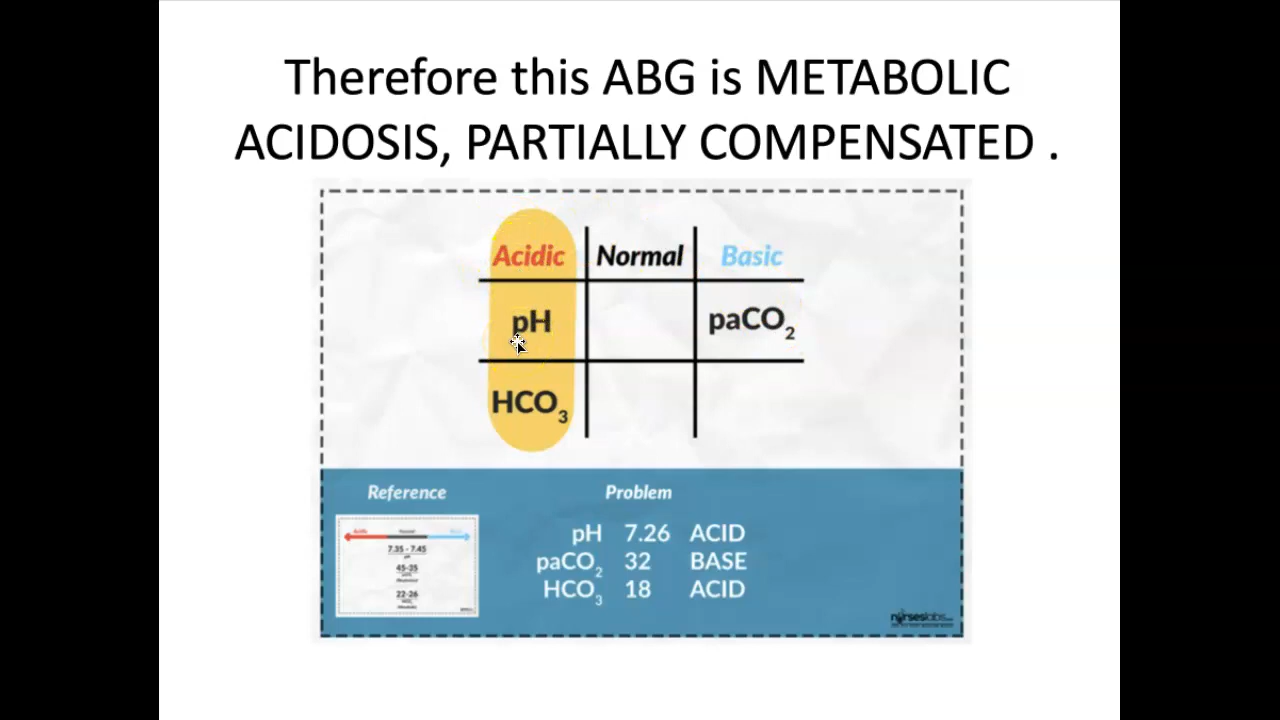 Therefore this ABG is METABOLIC
ACIDOSIS, PARTIALLY COMPENSATED .
Acidic Normal Basic
pH paCO2
HCO3
Reference Problem
pH 7.26 ACID
paCO2 32 BASE
HCO3 18 ACID
7.35 - 7.45
pH
45-35
22-26
nurseslabs